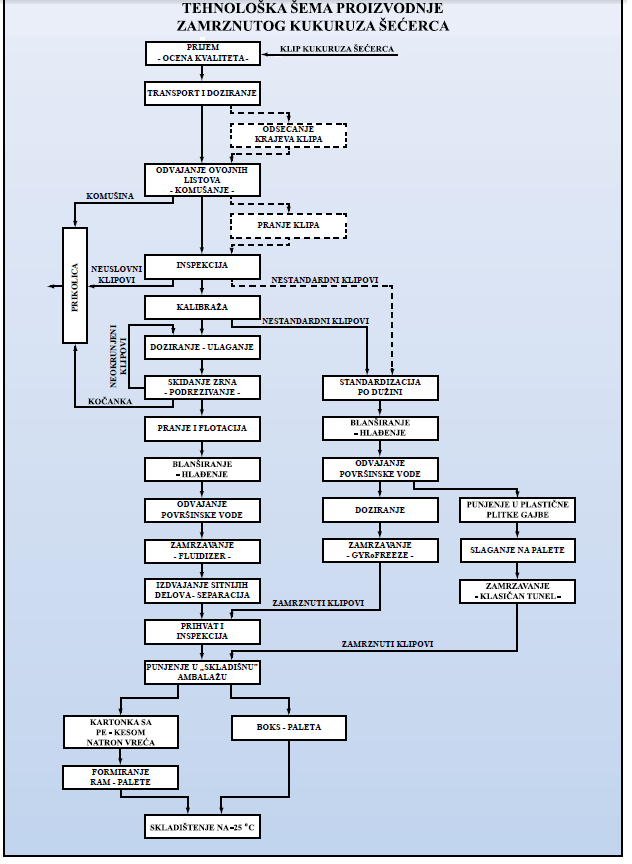 TEHNOLOŠKA ŠEMA PROIZVODNJE
ZAMRZNUTOG KUKURUZA ŠEĆERCA
PRIJEM
- OCENA KVALITETA -
KLIP KUKURUZA ŠEĆERCA
TRANSPORT I DOZIRANJE
ODSECANJE
KRAJEVA KLIPA
ODVAJANJE OVOJNIH
LISTOVA
- KOMUŠANJE -
KOMUŠINA
PRANJE KLIPA
INSPEKCIJA
NEUSLOVNI
KLIPOVI
PRIKOLICA
NESTANDARDNI KLIPOVI
KALIBRAŽA
NESTANDARDNI KLIPOVI
DOZIRANJE - ULAGANJE
NEOKRUNJENI
KLIPOVI
SKIDANJE ZRNA
- PODREZIVANJE -
KOČANKA
STANDARDIZACIJA
PO DUŽINI
PRANJE I FLOTACIJA
BLANŠIRANJE
- HLAĐENJE
BLANŠIRANJE
- HLAĐENJE
ODVAJANJE
POVRŠINSKE VODE
ODVAJANJE
POVRŠINSKE VODE
DOZIRANJE
PUNJENJE U PLASTIČNE
PLITKE GAJBE
ZAMRZAVANJE
- FLUIDIZER -
ZAMRZAVANJE
- GYRoFREEZE -
SLAGANJE NA PALETE
IZDVAJANJE SITNIJIH
DELOVA- SEPARACIJA
ZAMRZAVANJE
- KLASIČAN TUNEL-
ZAMRZNUTI KLIPOVI
PRIHVAT I
INSPEKCIJA
ZAMRZNUTI KLIPOVI
PUNJENJE U „SKLADIŠNU"
AMBALAŽU
KARTONKA SA
PE - KESOM
NATRON VREĆA
BOKS - PALETA
FORMIRANJE
RAM - PALETE
SKLADIŠTENJE NA-25 °C